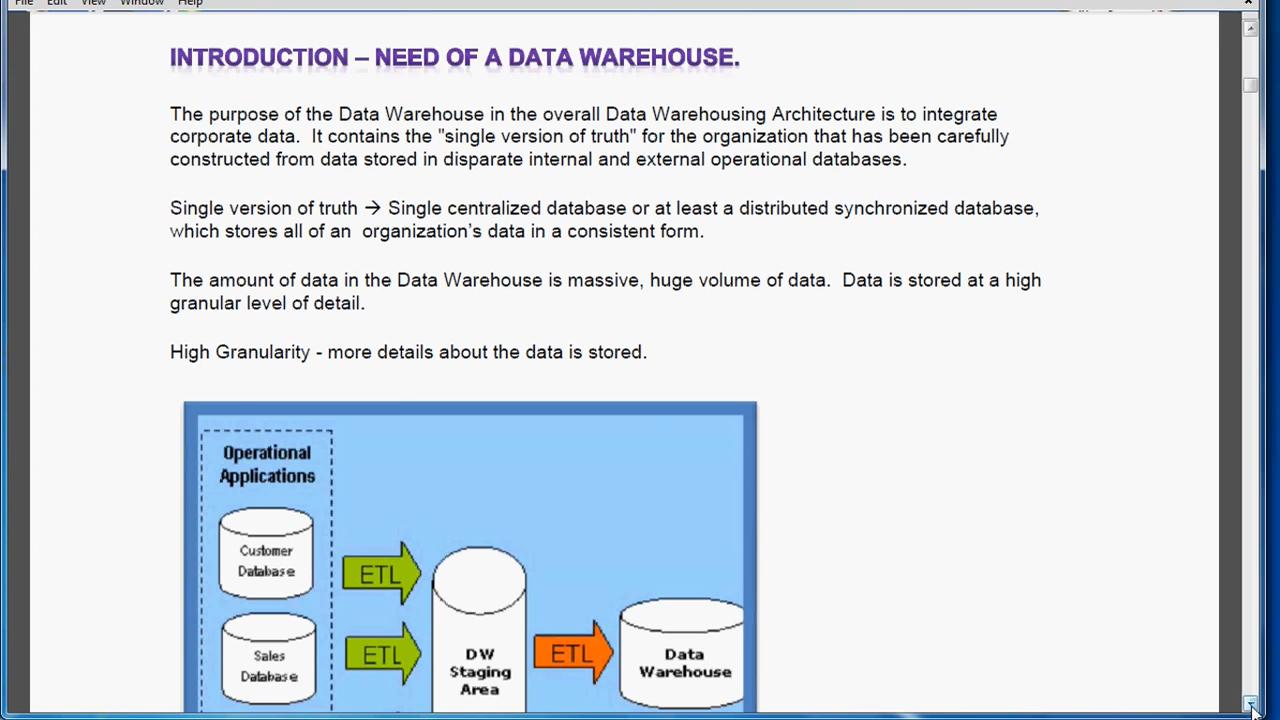 File Edit View Window Help
INTRODUCTION – NEED OF A DATA WAREHOUSE.
The purpose of the Data Warehouse in the overall Data Warehousing Architecture is to integrate
corporate data.  It contains the "single version of truth" for the organization that has been carefully
constructed from data stored in disparate internal and external operational databases.
Single version of truth → Single centralized database or at least a distributed synchronized database,
which stores all of an  organization’s data in a consistent form.
The amount of data in the Data Warehouse is massive, huge volume of data.  Data is stored at a high
granular level of detail.
High Granularity - more details about the data is stored.
Operational
Applications
Customer
Database
ETL
Sales
Database
ETL
DW
Staging
Area
ETL
Data
Warehouse